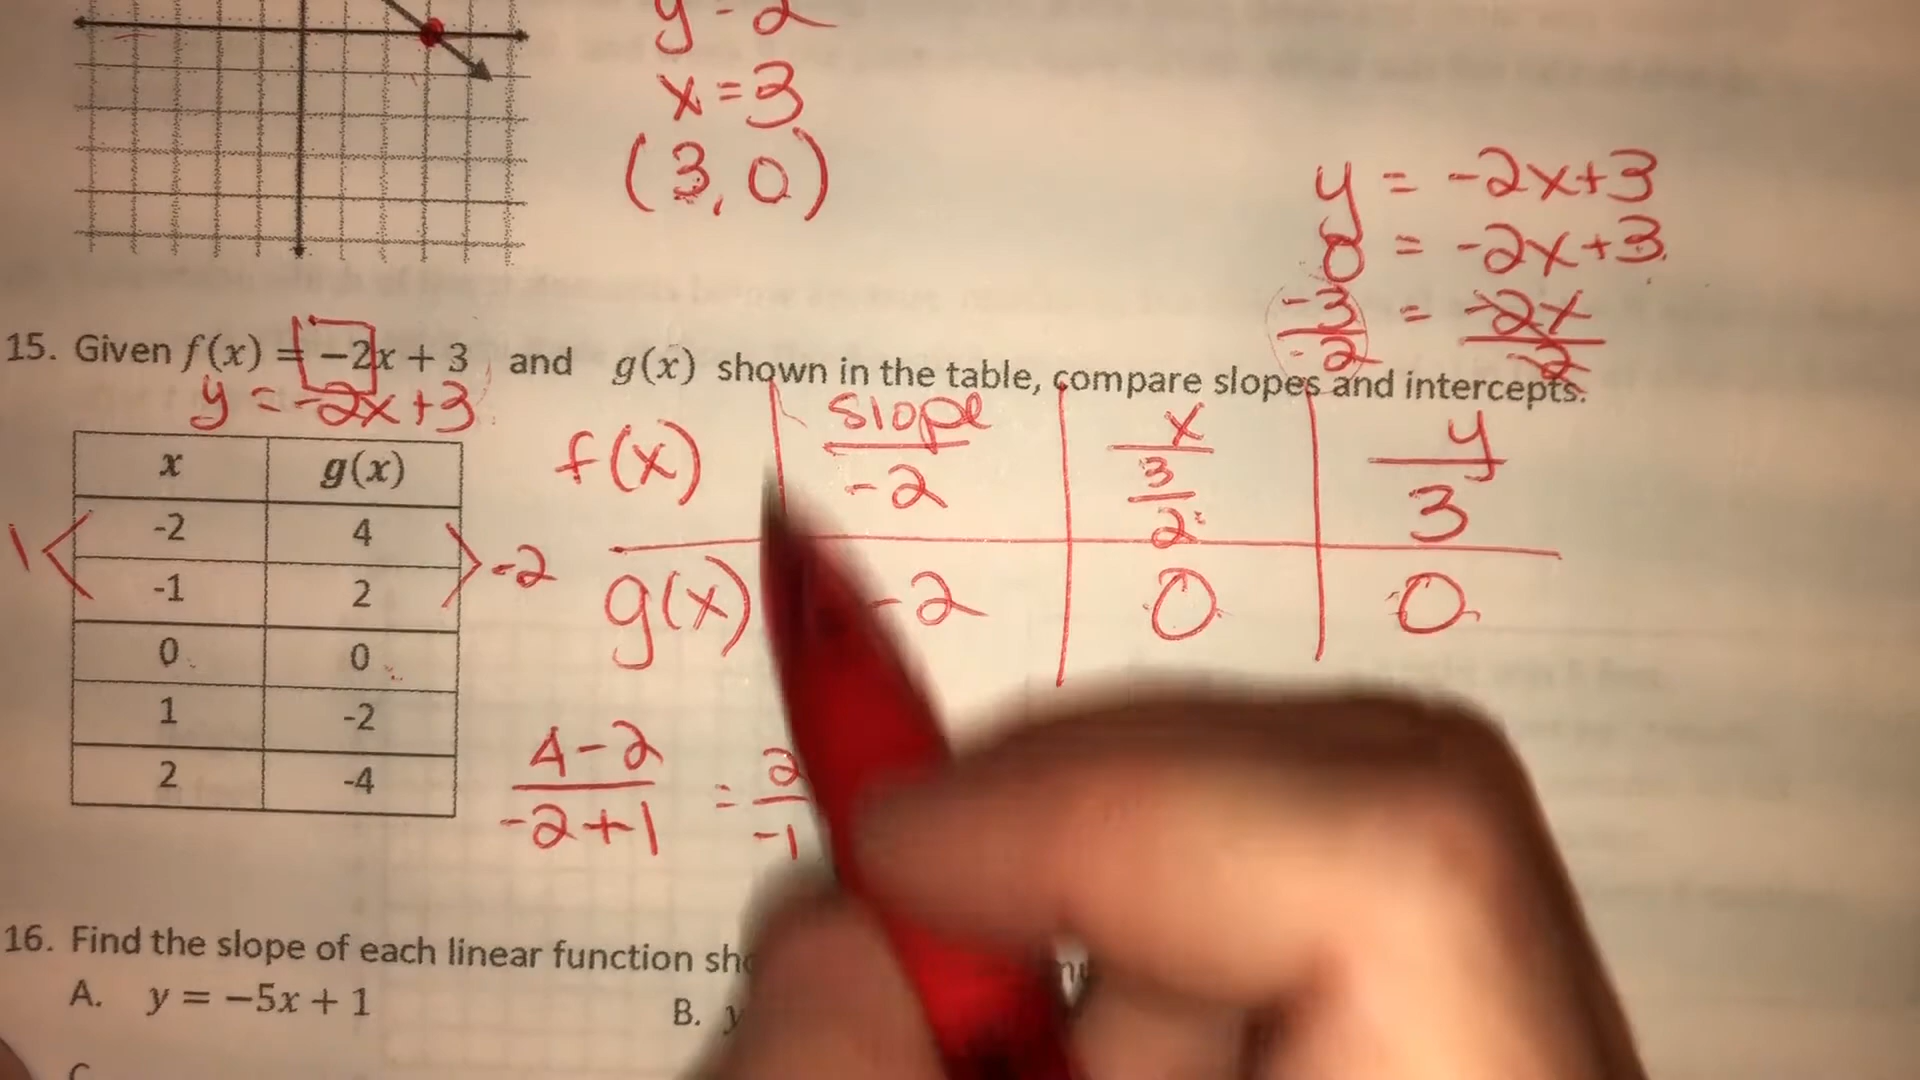 y = 2
x = 3
(3, 0)
y = -2x+3
0 = -2x+3
-3/-2 = -2x/-2
15. Given f(x) = −2x + 3 and g(x) shown in the table, compare slopes and intercepts.
y = -2x+3
slope x y
f(x) -2 3/2 3
g(x) -2 0 0
x g(x)
-2 4
-1 2
0 0
1 -2
2 -4
1 -2
4-2/-2+1 = 2/-1
16. Find the slope of each linear function
A. y = −5x + 1
B. y